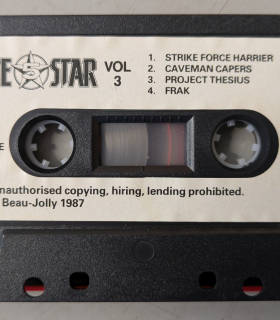 E 5 STAR VOL 3
1. STRIKE FORCE HARRIER
2. CAVEMAN CAPERS
3. PROJECT THESIUS
4. FRAK
E
nauthorised copying, hiring, lending prohibited.
Beau-Jolly 1987